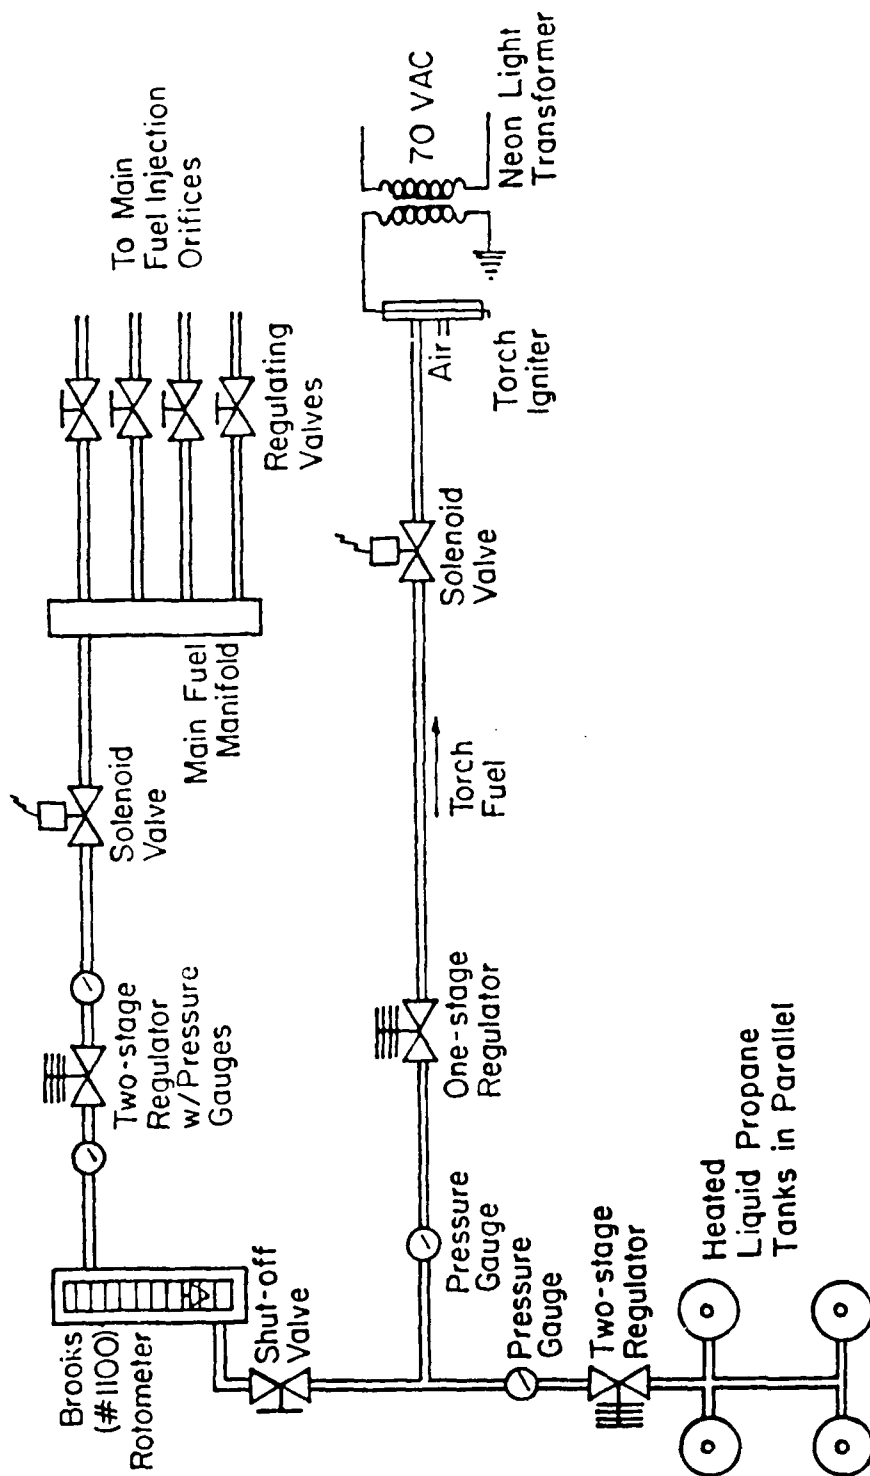 Brooks
(#1100)
Rotometer
Shut-off
Valve
Two-stage
Regulator
w/Pressure
Gauges
Solenoid
Valve
Main Fuel
Manifold
Regulating
Valves
To Main
Fuel Injection
Orifices
Pressure
Gauge
One-stage
Regulator
Torch
Fuel
Solenoid
Valve
Air
Torch
Igniter
70 VAC
Neon Light
Transformer
Pressure
Gauge
Two-stage
Regulator
Heated
Liquid Propane
Tanks in Parallel